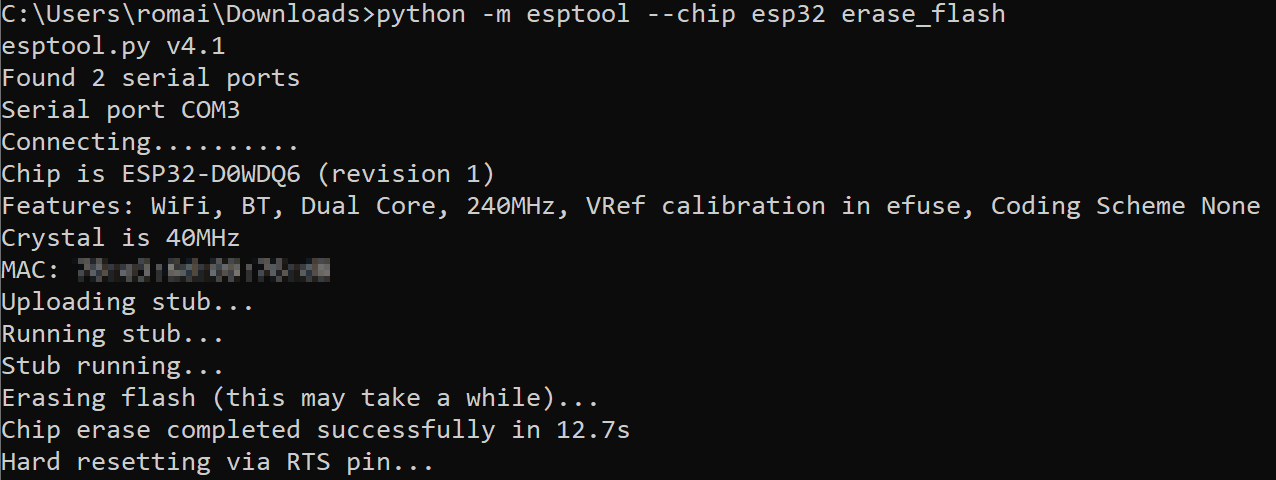 C:\Users\romai\Downloads>python -m esptool --chip esp32 erase_flash
esptool.py v4.1
Found 2 serial ports
Serial port COM3
Connecting..........
Chip is ESP32-D0WDQ6 (revision 1)
Features: WiFi, BT, Dual Core, 240MHz, VRef calibration in efuse, Coding Scheme None
Crystal is 40MHz
MAC:
Uploading stub...
Running stub...
Stub running...
Erasing flash (this may take a while)...
Chip erase completed successfully in 12.7s
Hard resetting via RTS pin...